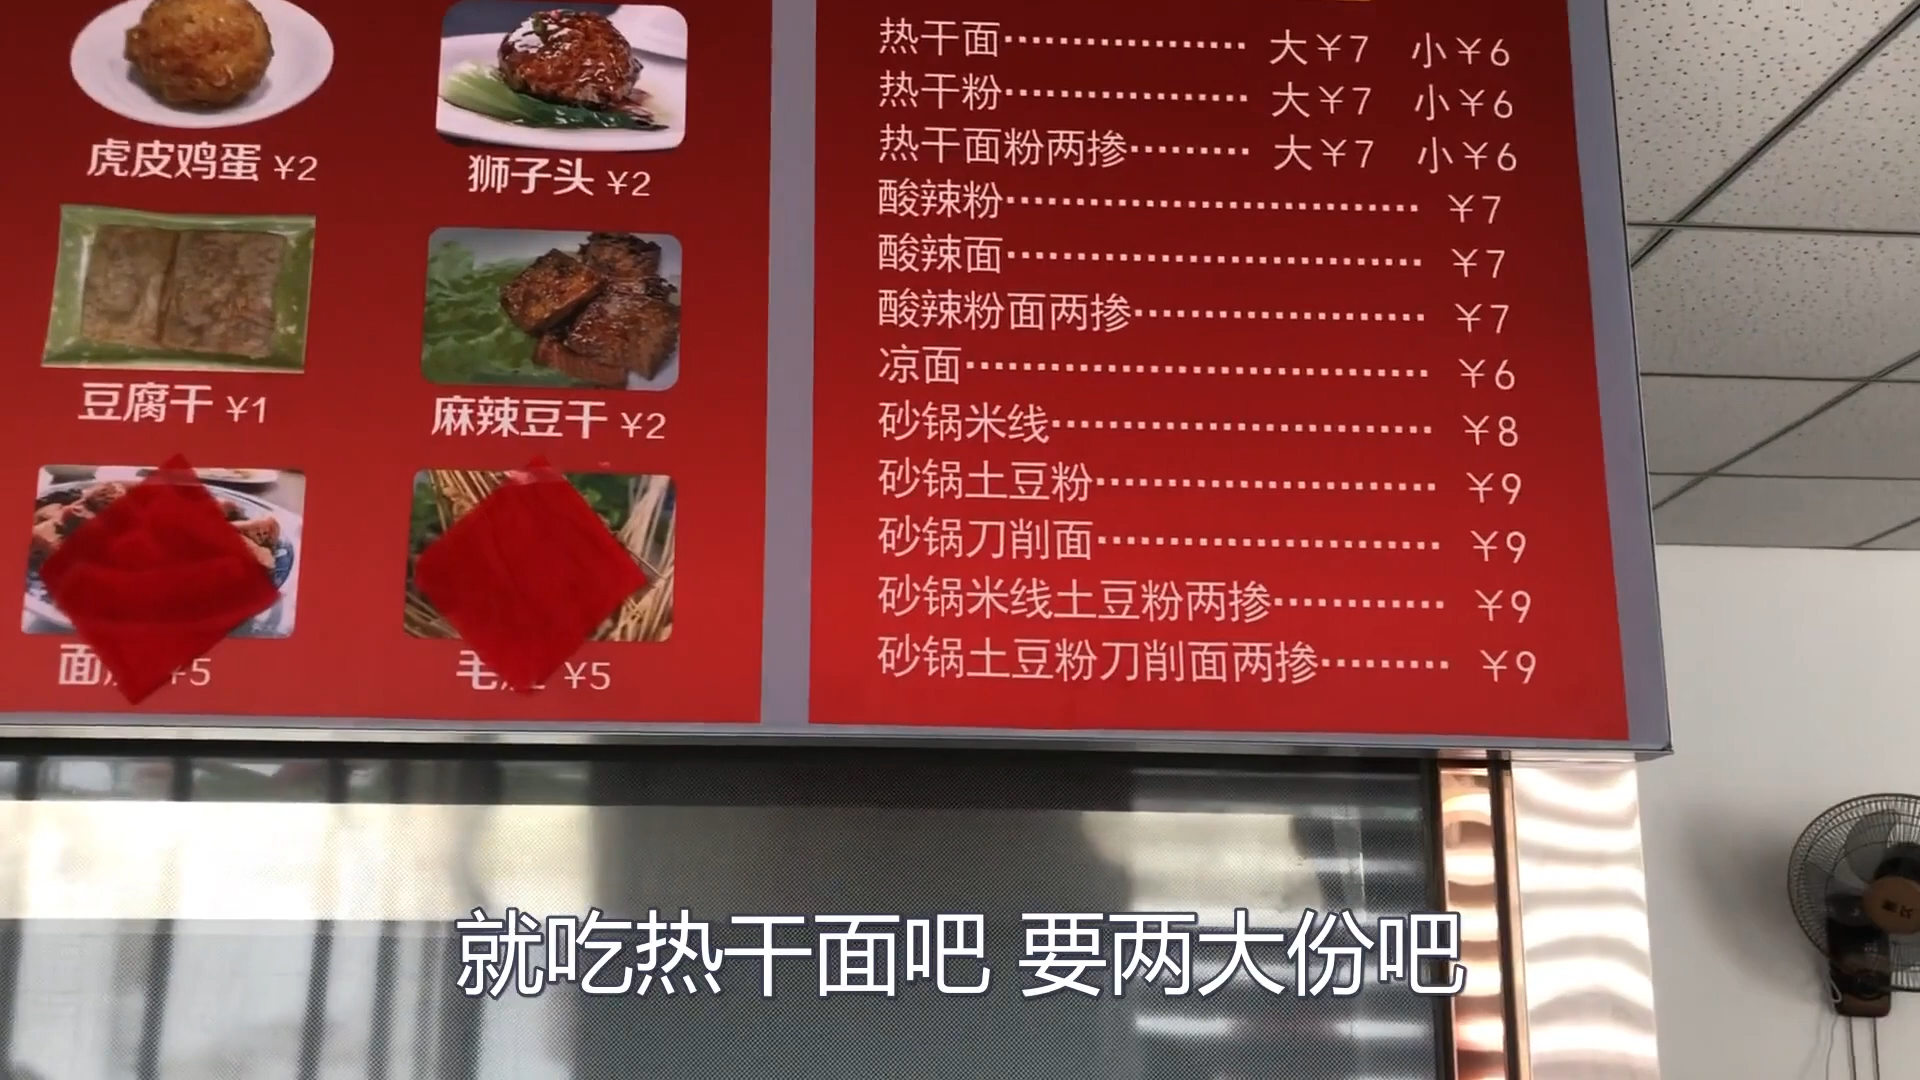 虎皮鸡蛋 ¥2
狮子头 ¥2
豆腐干 ¥1
麻辣豆干 ¥2
面 ¥5
毛 ¥5
热干面 大¥7 小¥6
热干粉 大¥7 小¥6
热干面粉两掺 大¥7 小¥6
酸辣粉 ¥7
酸辣面 ¥7
酸辣粉面两掺 ¥7
凉面 ¥6
砂锅米线 ¥8
砂锅土豆粉 ¥9
砂锅刀削面 ¥9
砂锅米线土豆粉两掺 ¥9
砂锅土豆粉刀削面两掺 ¥9
就吃热干面吧 要两大份吧